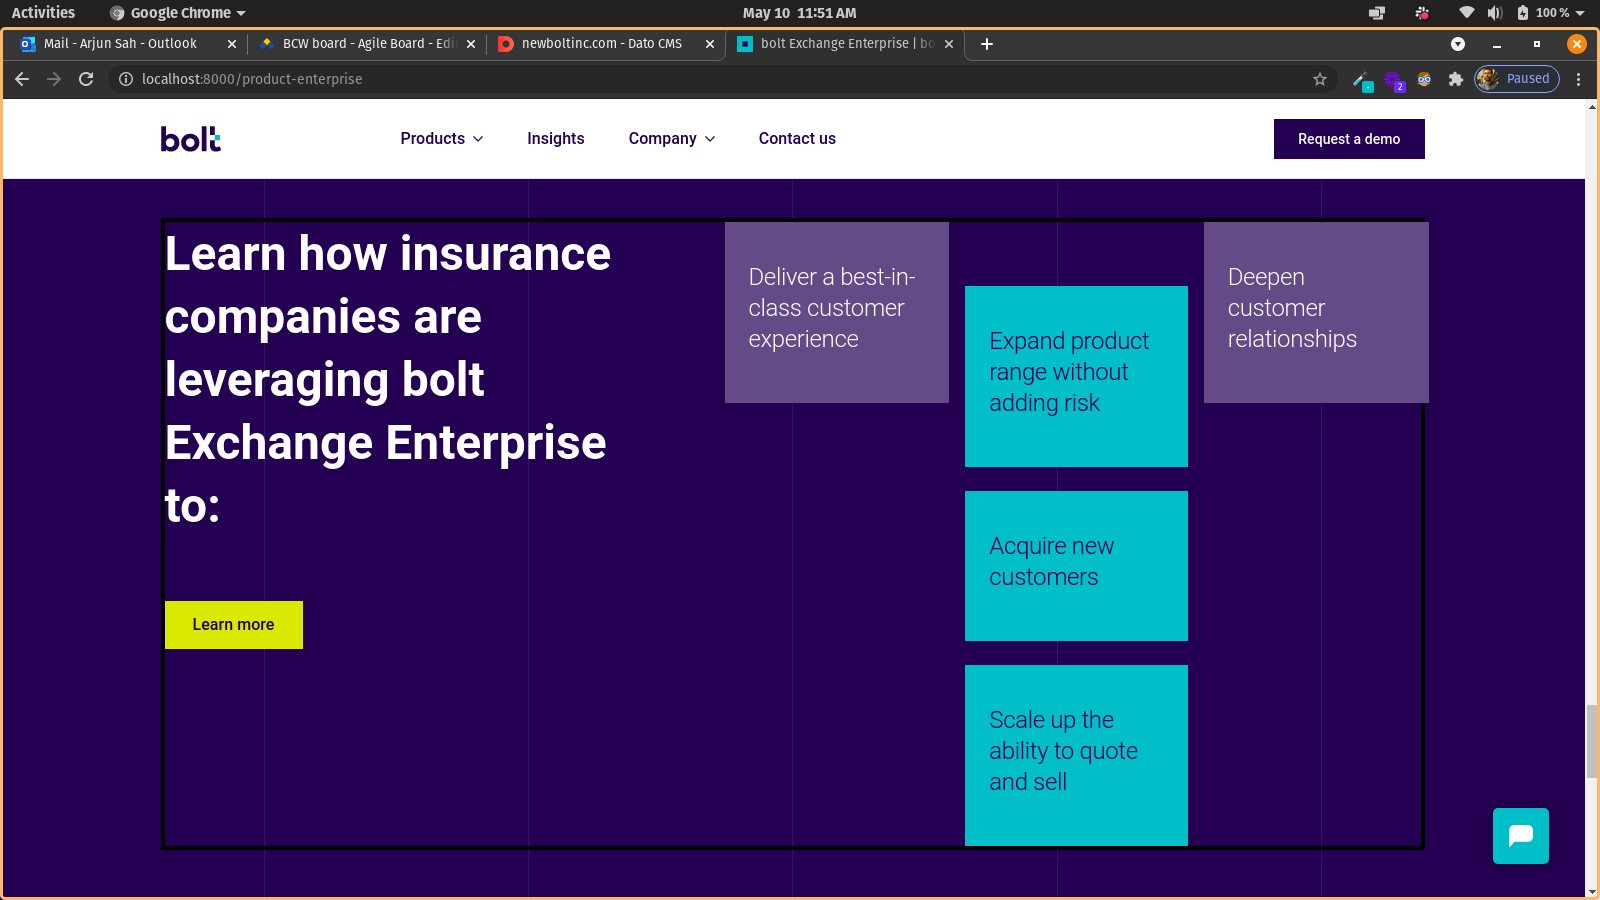 Activities
Google Chrome
May 10 11:51 AM
100 %
Mail - Arjun Sah - Outlook
BCW board - Agile Board - Edi
newboltinc.com - Dato CMS
bolt Exchange Enterprise | bo
localhost:8000/product-enterprise
2
Paused
bolt
Products
Insights
Company
Contact us
Request a demo
Learn how insurance
companies are
leveraging bolt
Exchange Enterprise
to:
Learn more
Deliver a best-in-
class customer
experience
Expand product
range without
adding risk
Acquire new
customers
Scale up the
ability to quote
and sell
Deepen
customer
relationships